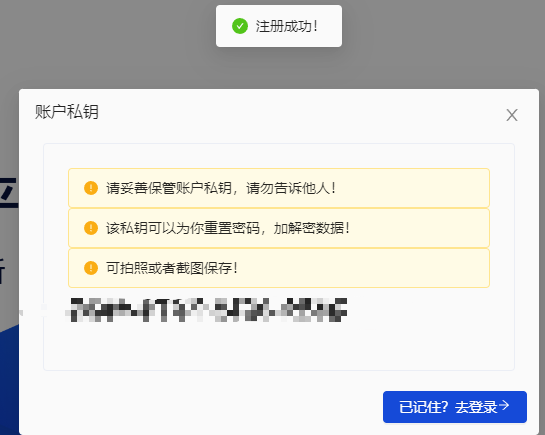 注册成功！
账户私钥
请妥善保管账户私钥，请勿告诉他人！
该私钥可以为你重置密码，加解密数据！
可拍照或者截图保存！
已记住？去登录